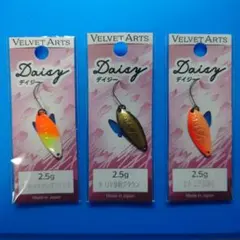 VELVET ARTS
Daisy
デイジー
2.5g
Made in Japan
VELVET ARTS
Daisy
デイジー
2.5g
Made in Japan
VELVET ARTS
Daisy
デイジー
2.5g
Made in Japan